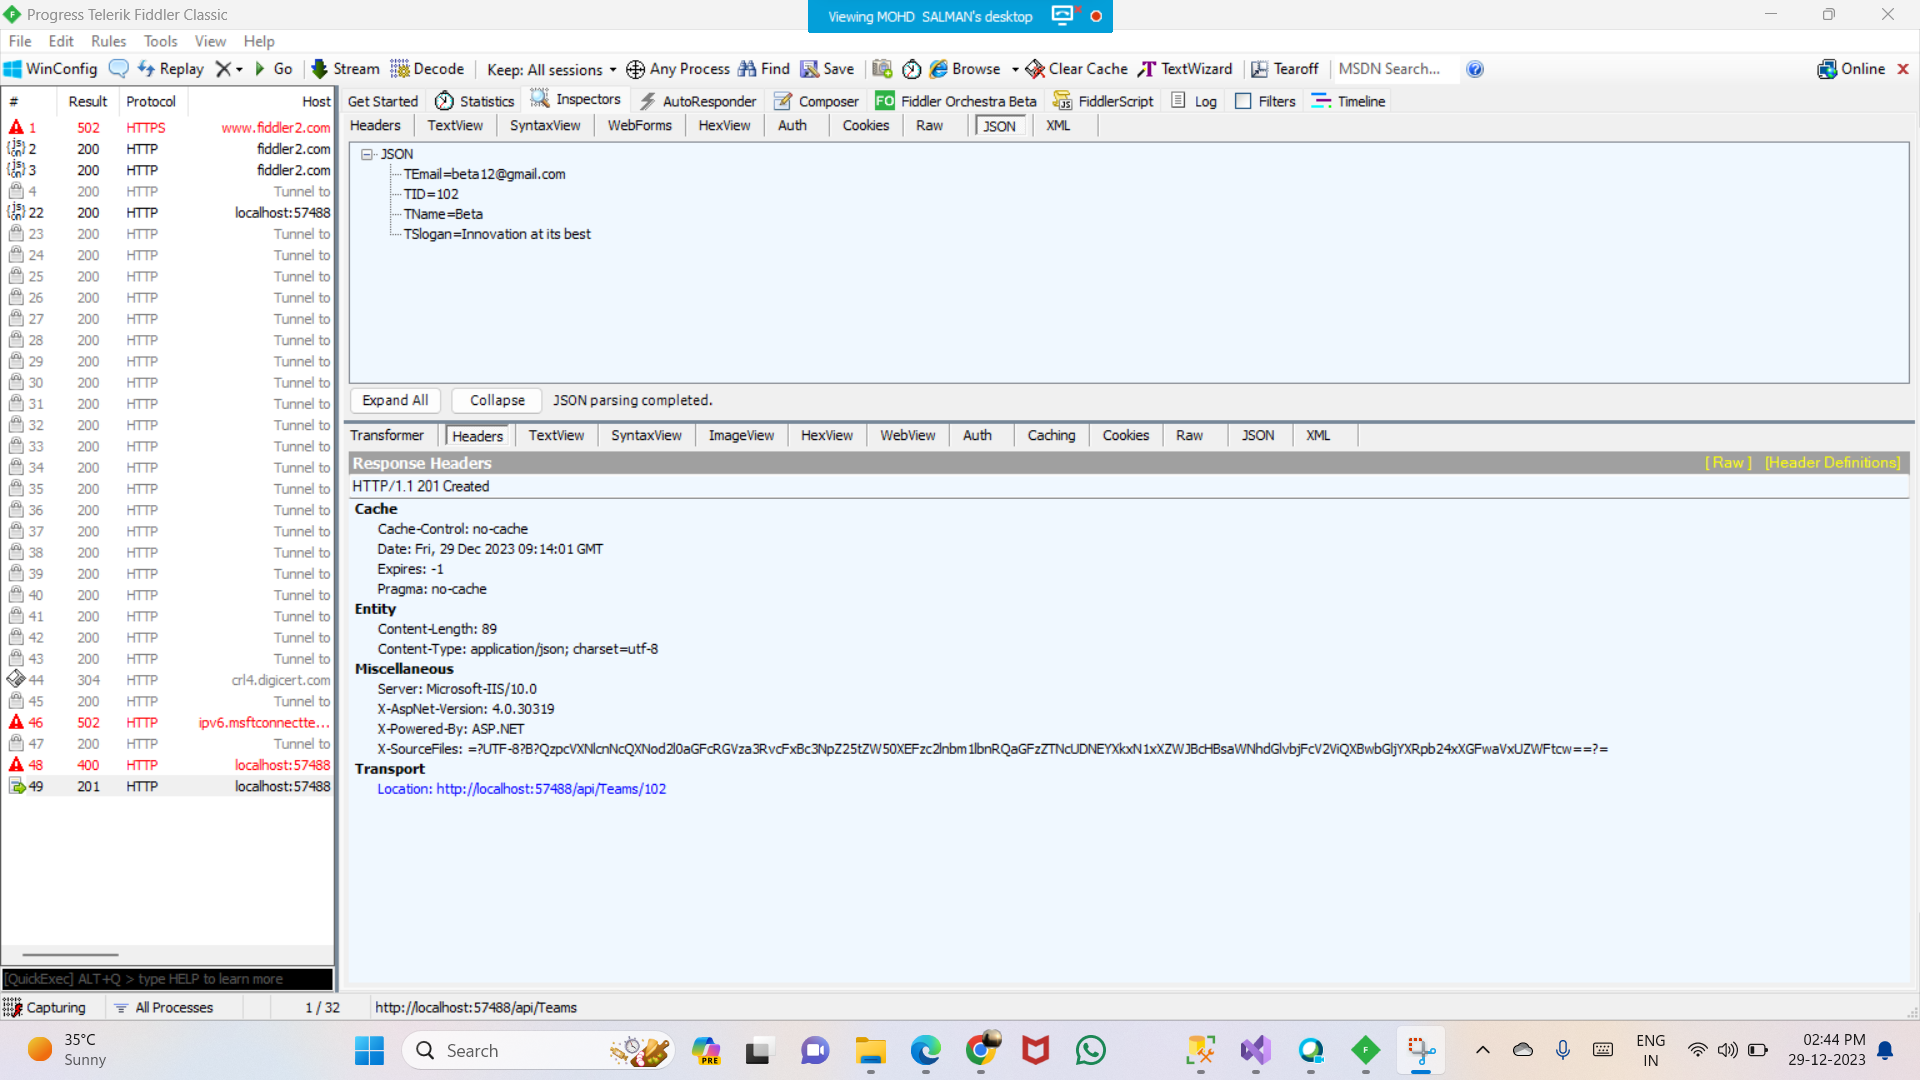 Progress Telerik Fiddler Classic
Viewing MOHD SALMAN's desktop
File Edit Rules Tools View Help
WinConfig Replay Go Stream Decode Keep: All sessions Any Process Find Save Browse Clear Cache TextWizard Tearoff MSDN Search... Online
# Result Protocol Host
1 502 HTTPS www.fiddler2.com
2 200 HTTP fiddler2.com
3 200 HTTP fiddler2.com
4 200 HTTP Tunnel to
22 200 HTTP localhost:57488
23 200 HTTP Tunnel to
24 200 HTTP Tunnel to
25 200 HTTP Tunnel to
26 200 HTTP Tunnel to
27 200 HTTP Tunnel to
28 200 HTTP Tunnel to
29 200 HTTP Tunnel to
30 200 HTTP Tunnel to
31 200 HTTP Tunnel to
32 200 HTTP Tunnel to
33 200 HTTP Tunnel to
34 200 HTTP Tunnel to
35 200 HTTP Tunnel to
36 200 HTTP Tunnel to
37 200 HTTP Tunnel to
38 200 HTTP Tunnel to
39 200 HTTP Tunnel to
40 200 HTTP Tunnel to
41 200 HTTP Tunnel to
42 200 HTTP Tunnel to
43 200 HTTP Tunnel to
44 304 HTTP crl4.digicert.com
45 200 HTTP Tunnel to
46 502 HTTP ipv6.msftconnectte...
47 200 HTTP Tunnel to
48 400 HTTP localhost:57488
49 201 HTTP localhost:57488
[QuickExec] ALT+Q > type HELP to learn more
Get Started Statistics Inspectors AutoResponder Composer FO Fiddler Orchestra Beta FiddlerScript Log Filters Timeline
Headers TextView SyntaxView WebForms HexView Auth Cookies Raw JSON XML
JSON
TEmail=beta12@gmail.com
TID=102
TName=Beta
TSlogan=Innovation at its best
Expand All Collapse JSON parsing completed.
Transformer Headers TextView SyntaxView ImageView HexView WebView Auth Caching Cookies Raw JSON XML
Response Headers [ Raw ] [Header Definitions]
HTTP/1.1 201 Created
Cache
Cache-Control: no-cache
Date: Fri, 29 Dec 2023 09:14:01 GMT
Expires: -1
Pragma: no-cache
Entity
Content-Length: 89
Content-Type: application/json; charset=utf-8
Miscellaneous
Server: Microsoft-IIS/10.0
X-AspNet-Version: 4.0.30319
X-Powered-By: ASP.NET
X-SourceFiles:
Transport
Location: http://localhost:57488/api/Teams/102
Capturing All Processes 1 / 32 http://localhost:57488/api/Teams
35°C
Sunny
Search
PRE
ENG
IN
02:44 PM
29-12-2023